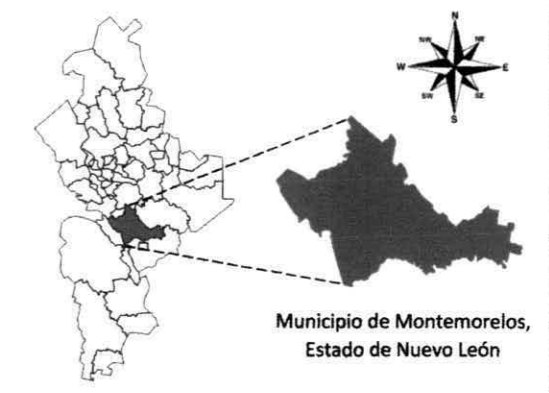 N
NW NE
W E
SW SE
S
Municipio de Montemorelos,
Estado de Nuevo León